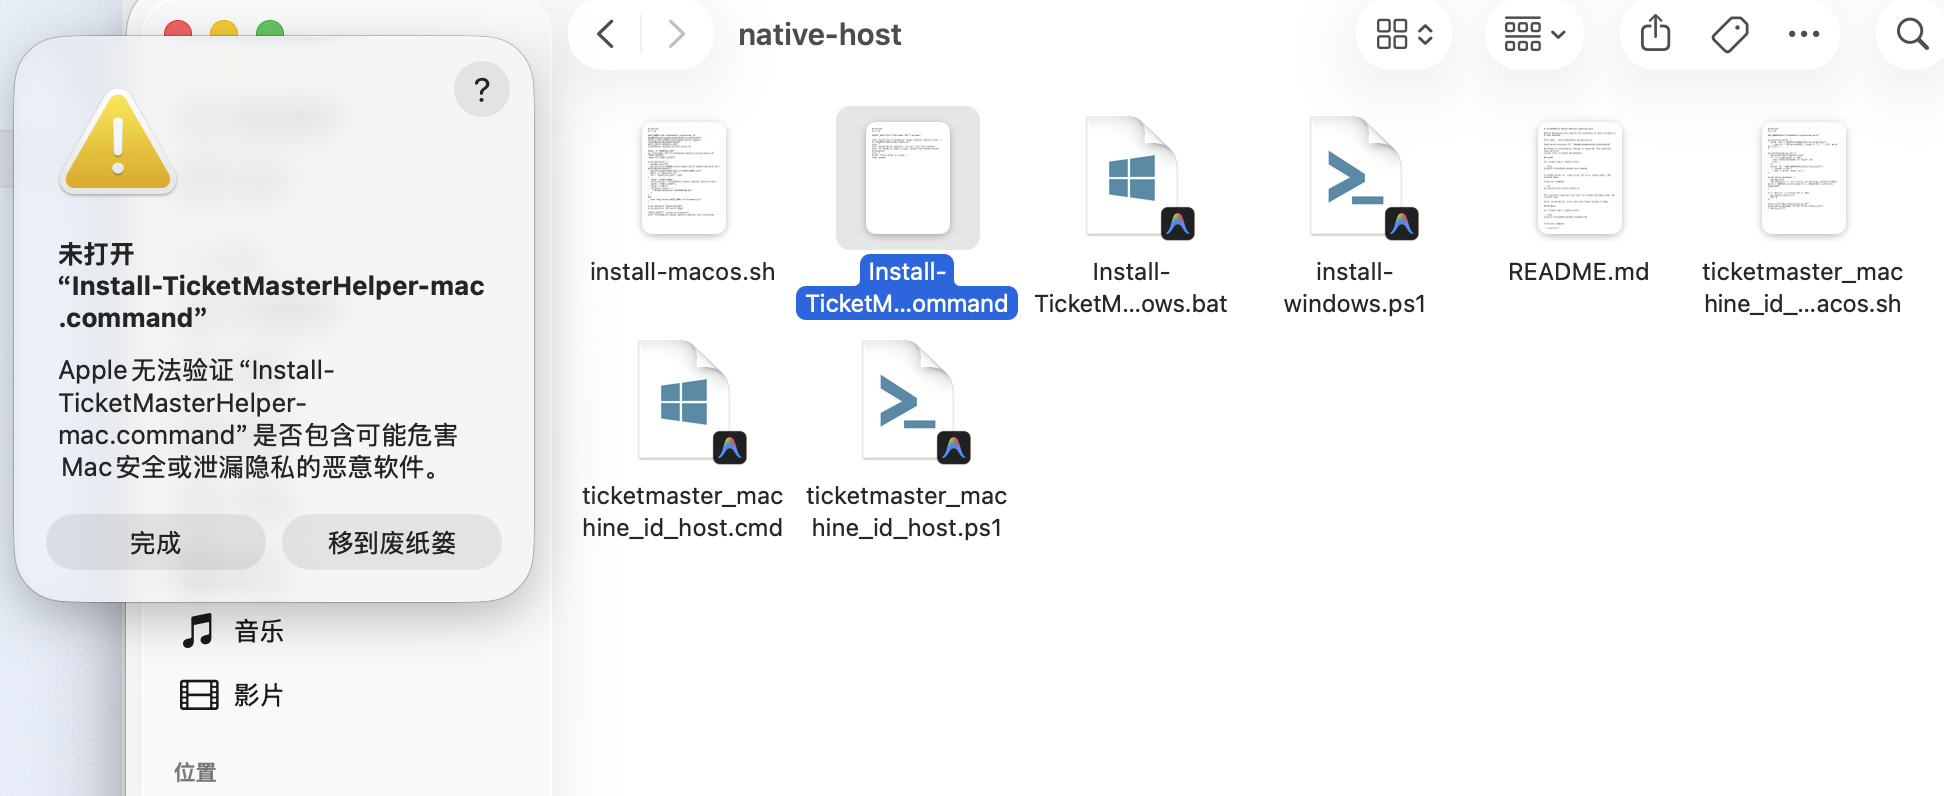 native-host
?
未打开
“Install-TicketMasterHelper-mac
.command”
Apple 无法验证 “Install-
TicketMasterHelper-
mac.command” 是否包含可能危害
Mac 安全或泄漏隐私的恶意软件。
完成
移到废纸篓
install-macos.sh
Install-
TicketM...ommand
Install-
TicketM...ows.bat
install-
windows.ps1
README.md
ticketmaster_mac
hine_id_...acos.sh
ticketmaster_mac
hine_id_host.cmd
ticketmaster_mac
hine_id_host.ps1
音乐
影片
位置